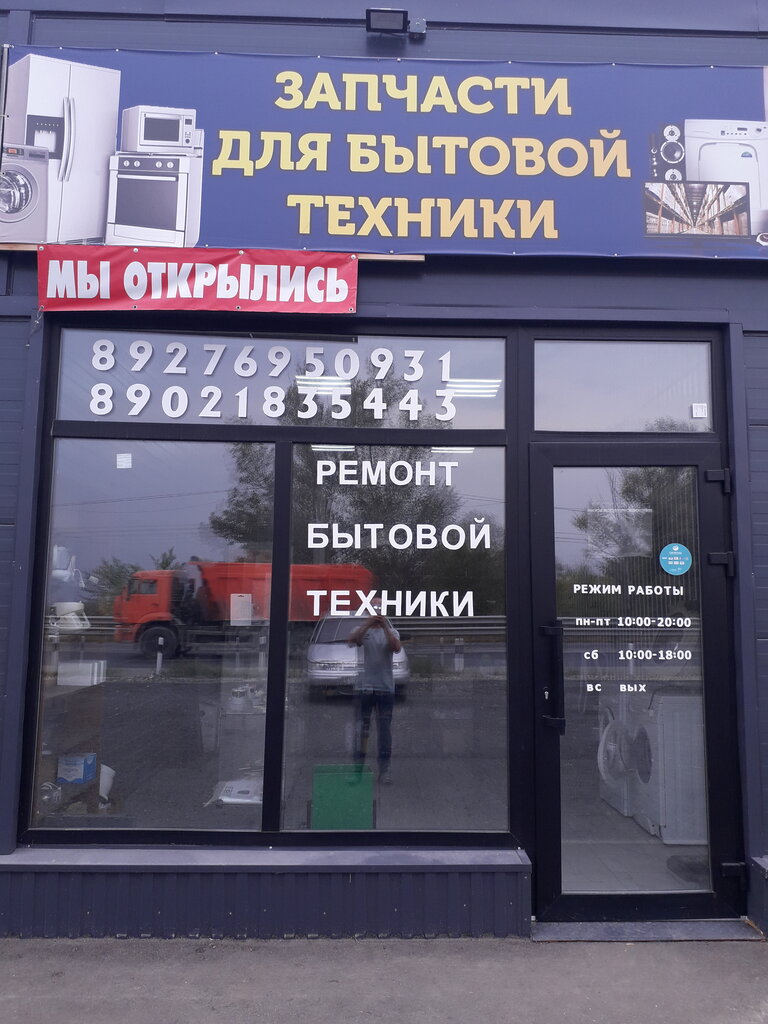 ЗАПЧАСТИ
ДЛЯ БЫТОВОЙ
ТЕХНИКИ
МЫ ОТКРЫЛИСЬ
89276950931
89021835443
РЕМОНТ
БЫТОВОЙ
ТЕХНИКИ
РЕЖИМ РАБОТЫ
ПН-ПТ 10:00-20:00
СБ 10:00-18:00
ВС ВЫХ